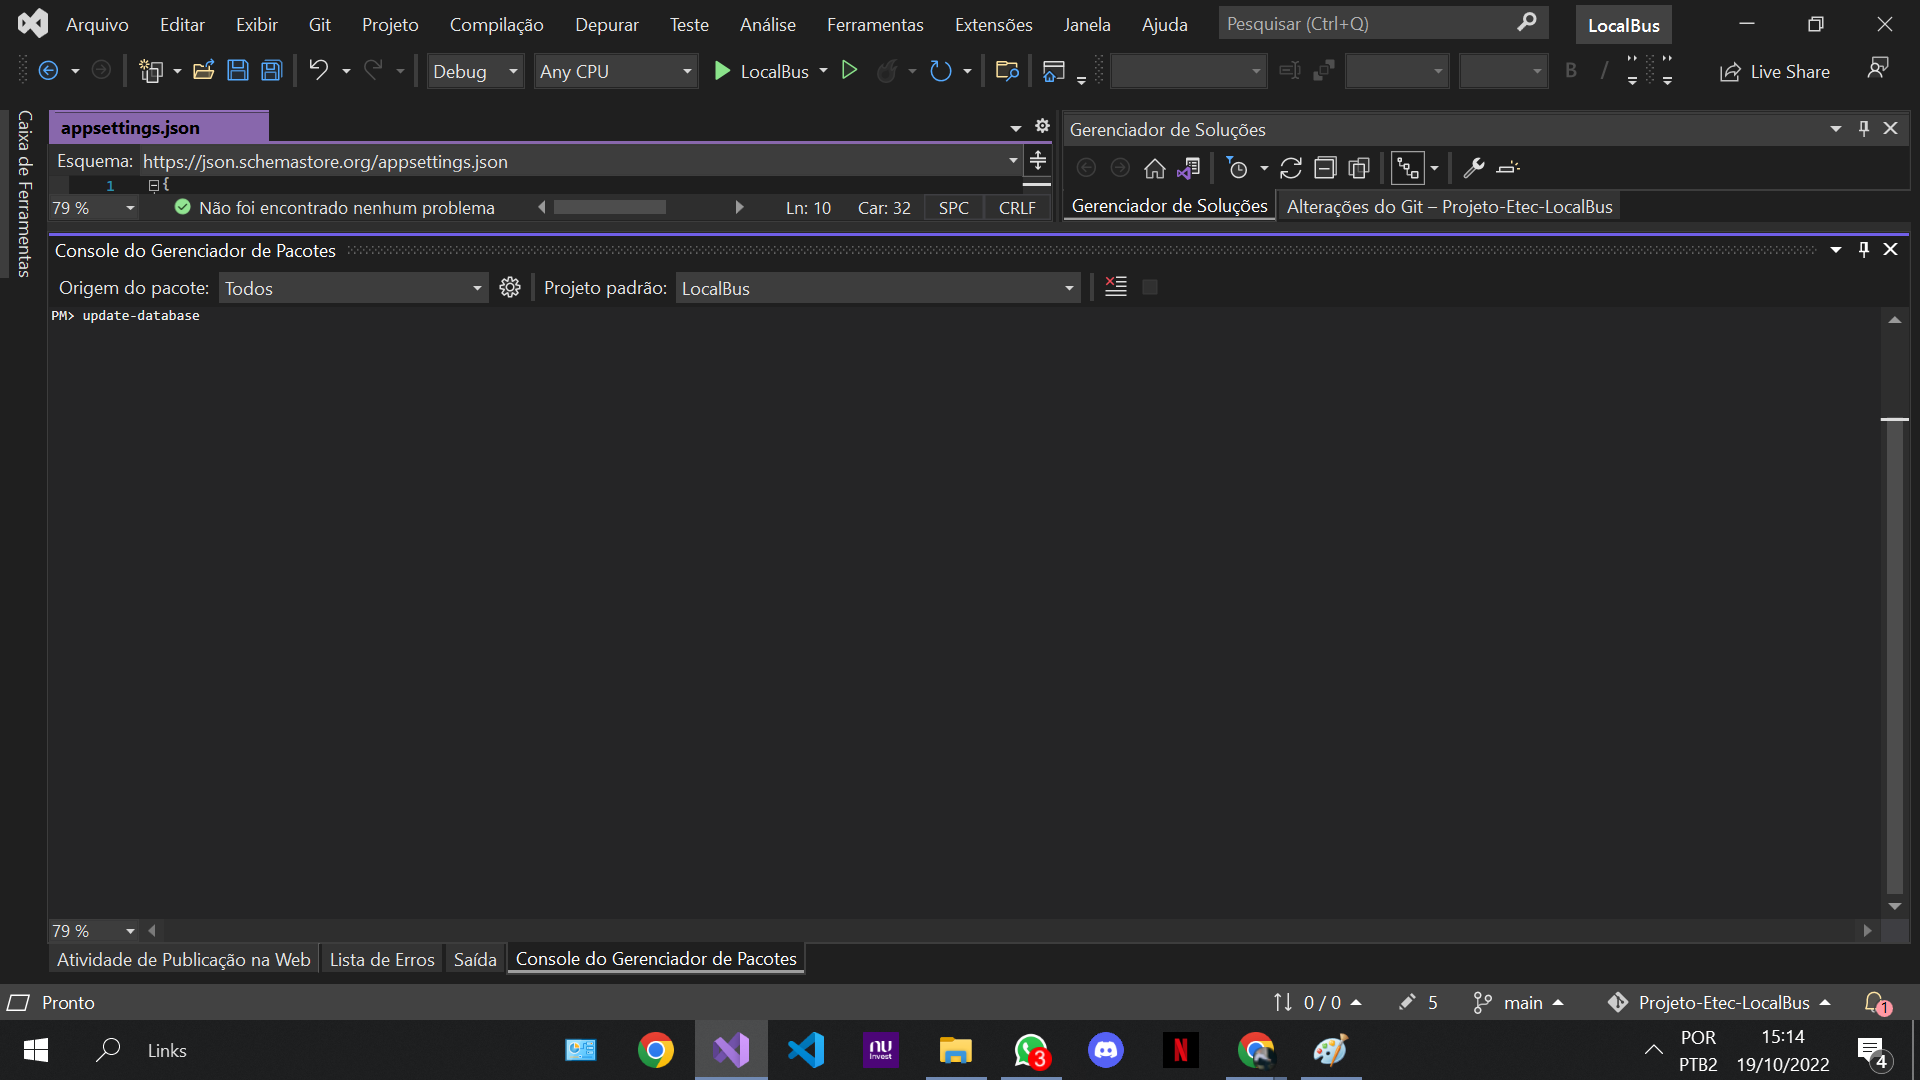 Arquivo Editar Exibir Git Projeto Compilação Depurar Teste Análise Ferramentas Extensões Janela Ajuda Pesquisar (Ctrl+Q) LocalBus
Debug Any CPU LocalBus B I Live Share
Caixa de Ferramentas
appsettings.json
Esquema: https://json.schemastore.org/appsettings.json
1 {
79 % Não foi encontrado nenhum problema Ln: 10 Car: 32 SPC CRLF
Gerenciador de Soluções
Gerenciador de Soluções Alterações do Git – Projeto-Etec-LocalBus
Console do Gerenciador de Pacotes
Origem do pacote: Todos Projeto padrão: LocalBus
PM> update-database
79 %
Atividade de Publicação na Web Lista de Erros Saída Console do Gerenciador de Pacotes
Pronto 0 / 0 5 main Projeto-Etec-LocalBus 1
Links nu invest 3 N POR 15:14
PTB2 19/10/2022 4